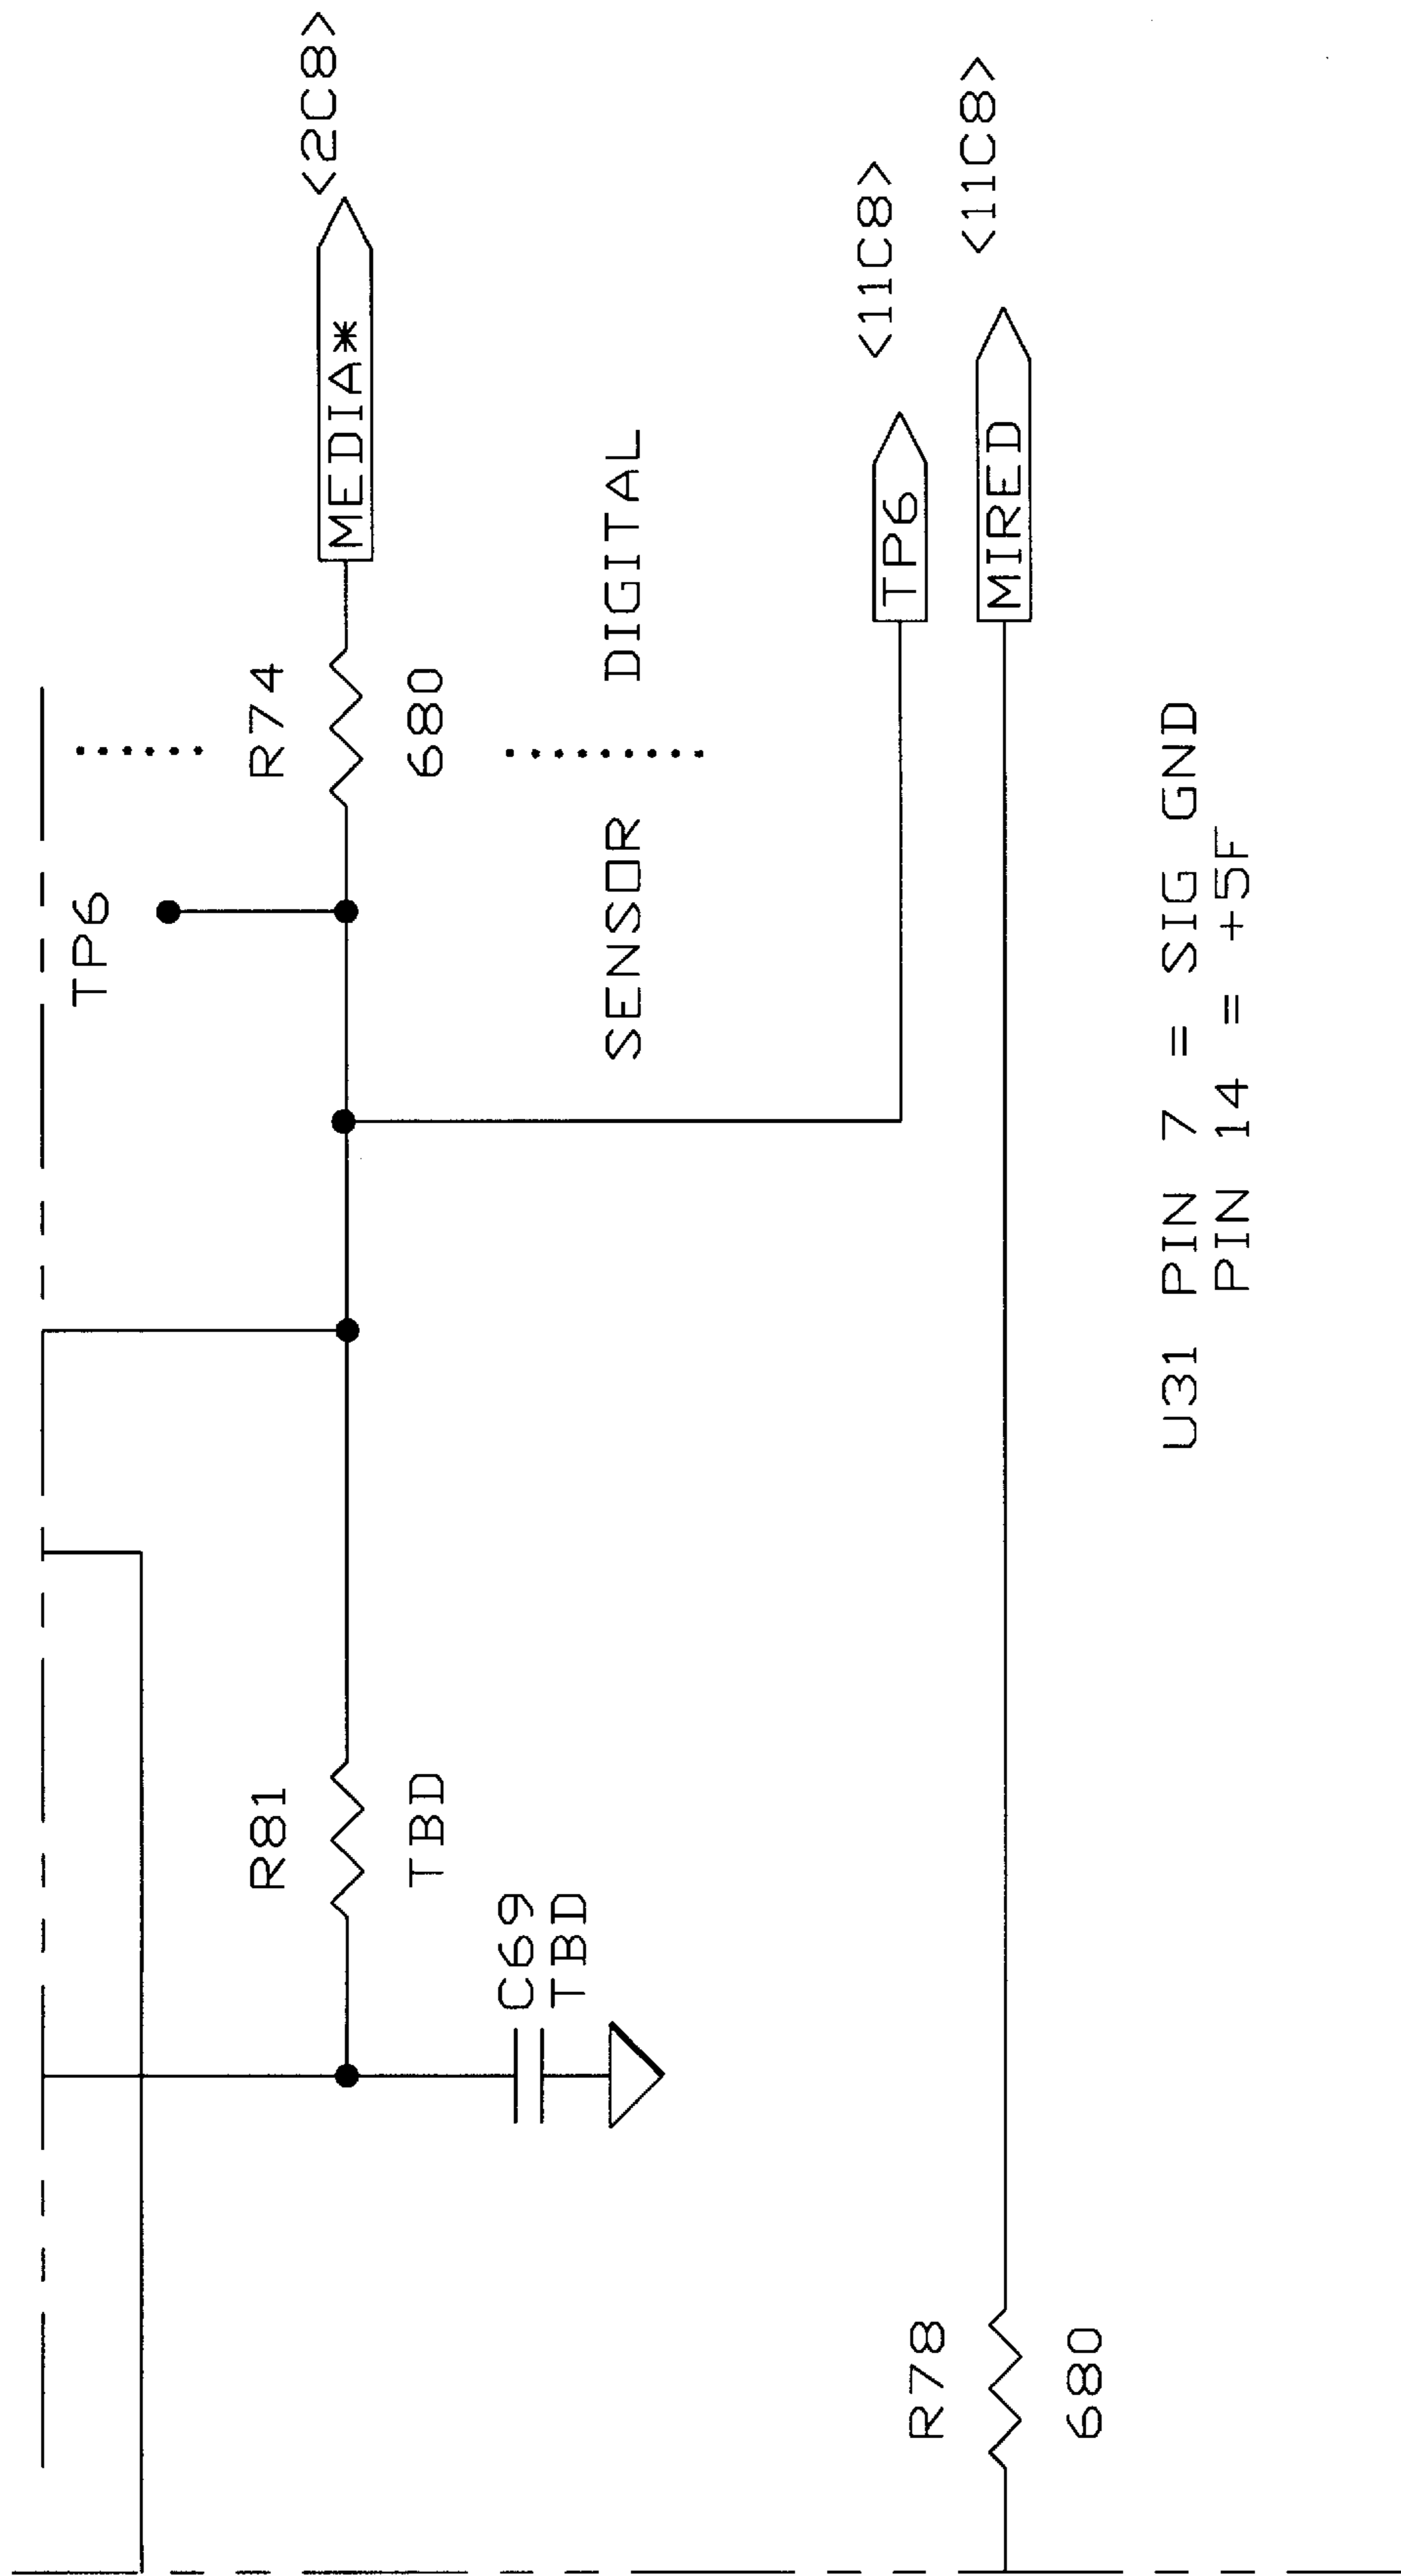 TP6
R81
R74
<2C8>
MEDIA*
TBD
680
C69
TBD
SENSOR
DIGITAL
<11C8>
TP6
R78
<11C8>
MIRED
680
U31 PIN 7 = SIG GND
PIN 14 = +5F